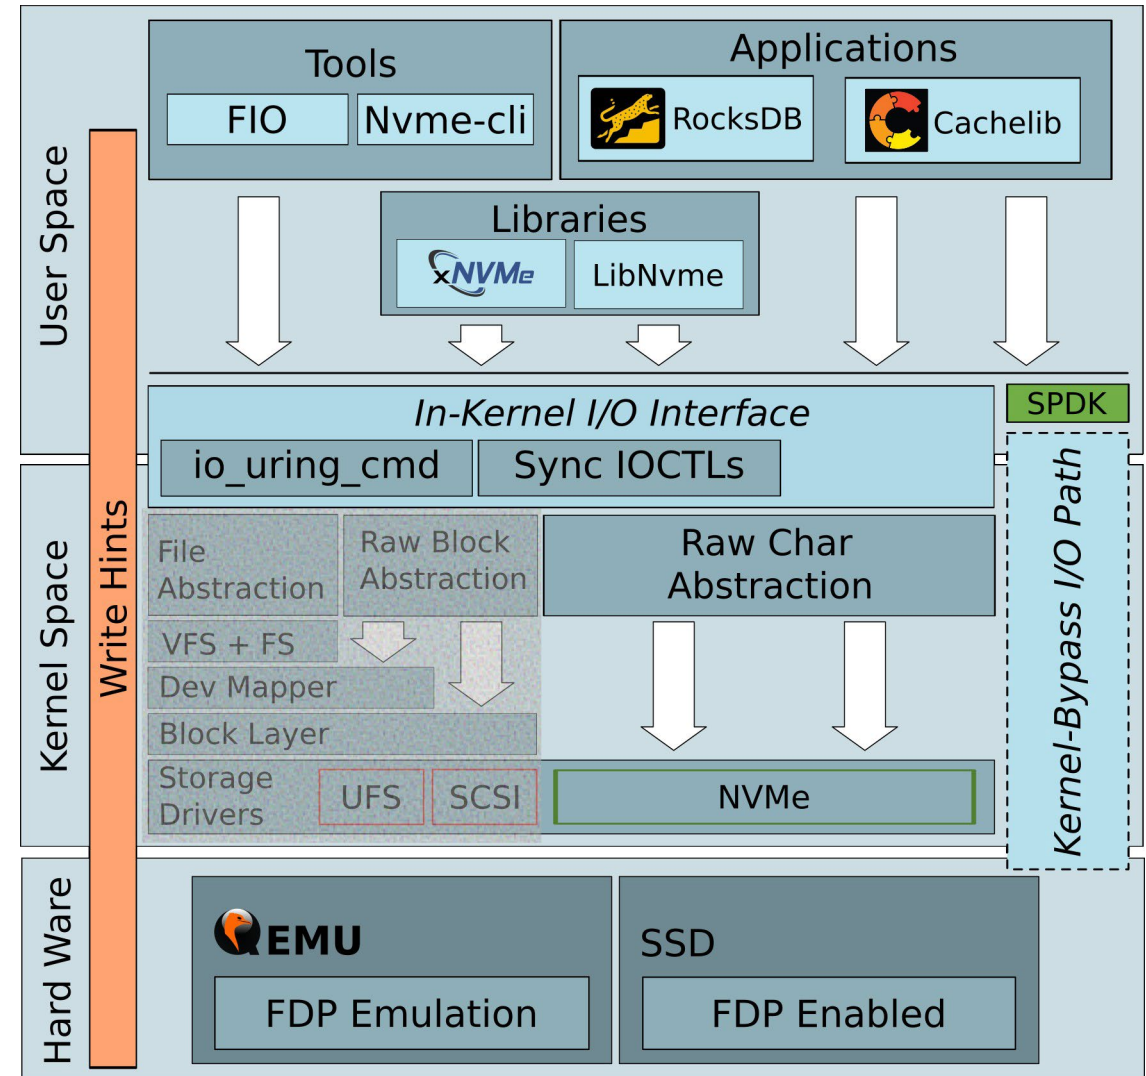 User Space
Tools
FIO
Nvme-cli
Applications
RocksDB
Cachelib
Libraries
xNVMe
LibNvme
Write Hints
In-Kernel I/O Interface
io_uring_cmd
Sync IOCTLs
SPDK
Kernel-Bypass I/O Path
Kernel Space
File
Abstraction
Raw Block
Abstraction
Raw Char
Abstraction
VFS + FS
Dev Mapper
Block Layer
Storage
Drivers
UFS
SCSI
NVMe
Hard Ware
QEMU
FDP Emulation
SSD
FDP Enabled